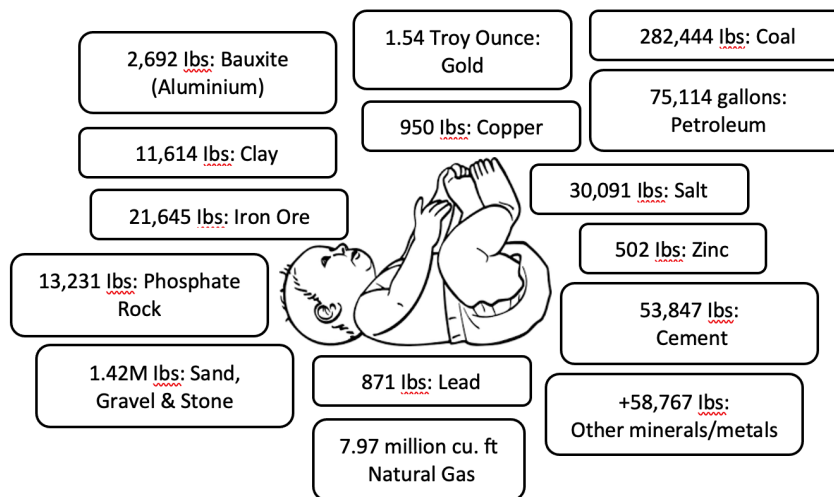 2,692 lbs: Bauxite
(Aluminium)
1.54 Troy Ounce:
Gold
282,444 lbs: Coal
75,114 gallons:
Petroleum
950 lbs: Copper
11,614 lbs: Clay
30,091 lbs: Salt
21,645 lbs: Iron Ore
502 lbs: Zinc
13,231 lbs: Phosphate
Rock
53,847 lbs:
Cement
1.42M lbs: Sand,
Gravel & Stone
871 lbs: Lead
+58,767 lbs:
Other minerals/metals
7.97 million cu. ft
Natural Gas